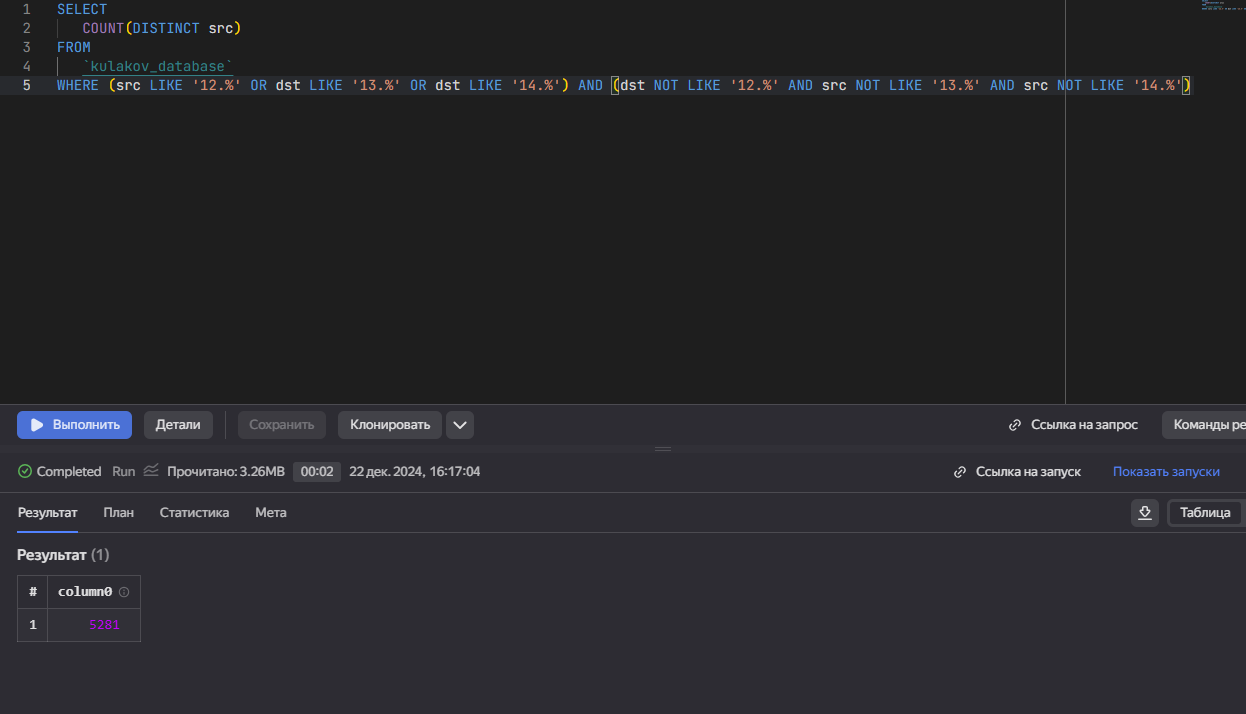 1 SELECT
2 COUNT(DISTINCT src)
3 FROM
4 `kulakov_database`
5 WHERE (src LIKE '12.%' OR dst LIKE '13.%' OR dst LIKE '14.%') AND (dst NOT LIKE '12.%' AND src NOT LIKE '13.%' AND src NOT LIKE '14.%')
Выполнить Детали Сохранить Клонировать Ссылка на запрос Команды ре
Completed Run Прочитано: 3.26MB 00:02 22 дек. 2024, 16:17:04 Ссылка на запуск Показать запуски
Результат План Статистика Мета Таблица
Результат (1)
# column0
1 5281